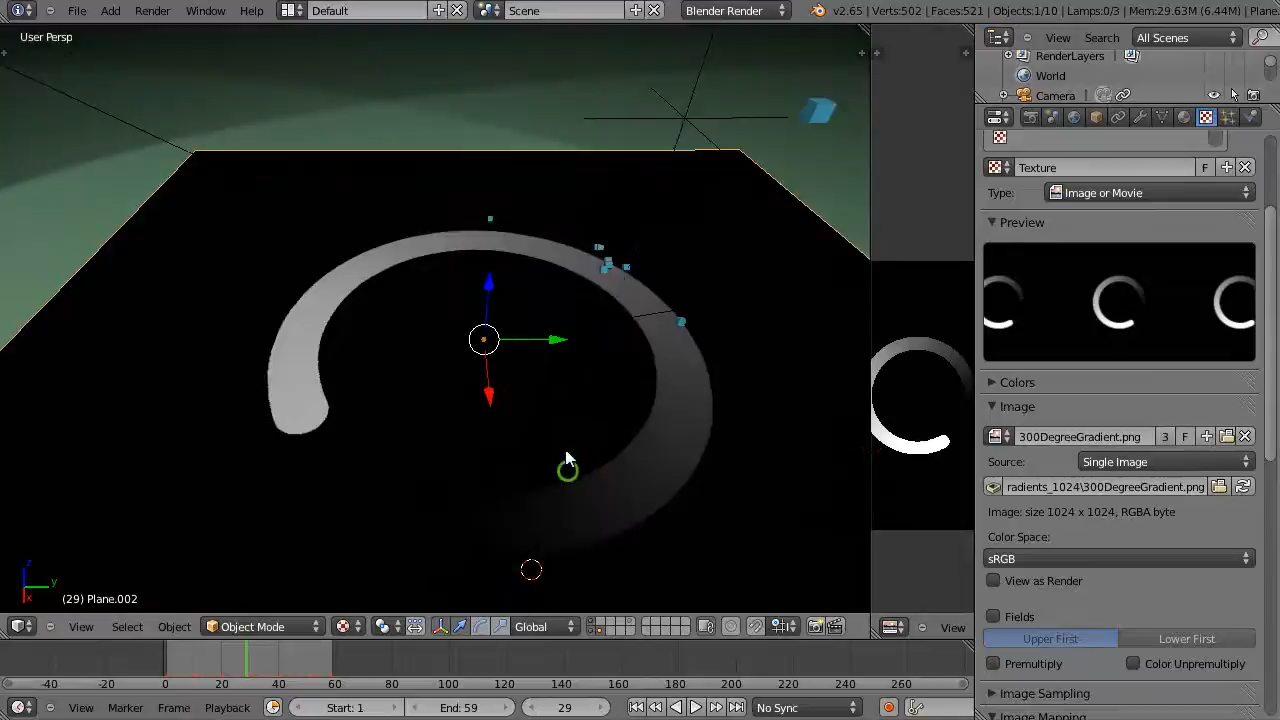 File Add Render Window Help Default Scene Blender Render v2.65 | Verts:502 | Faces:521 | Objects:1/10 | Lamps:0/3 | Mem:29.63M (6.44M) | Plane.
User Persp
View Search All Scenes
RenderLayers
World
Camera
Texture F
Type: Image or Movie
Preview
Colors
Image
300DegreeGradient.png 3 F
Source: Single Image
radients_1024\300DegreeGradient.png
Image: size 1024 x 1024, RGBA byte
Color Space:
sRGB
View as Render
Fields
Upper First Lower First
Premultiply Color Unpremultiply
Image Sampling
Image Mapping
z
y
x
(29) Plane.002
View Select Object Object Mode Global View
-40 -20 0 20 40 60 80 100 120 140 160 180 200 220 240 260
View Marker Frame Playback Start: 1 End: 59 29 No Sync